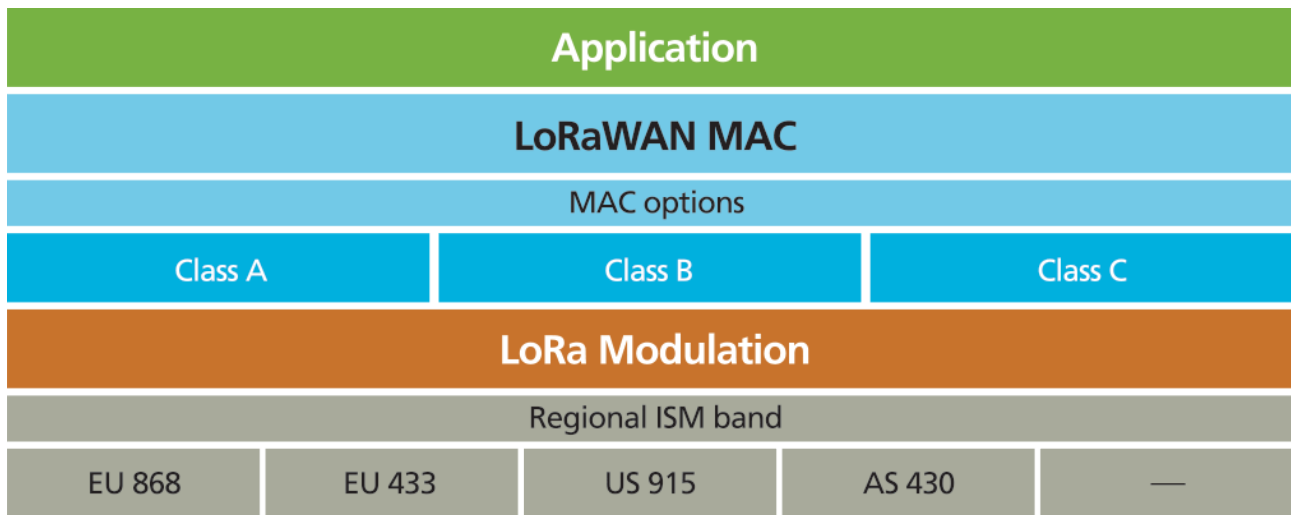 Application
LoRaWAN MAC
MAC options
Class A
Class B
Class C
LoRa Modulation
Regional ISM band
EU 868
EU 433
US 915
AS 430
—